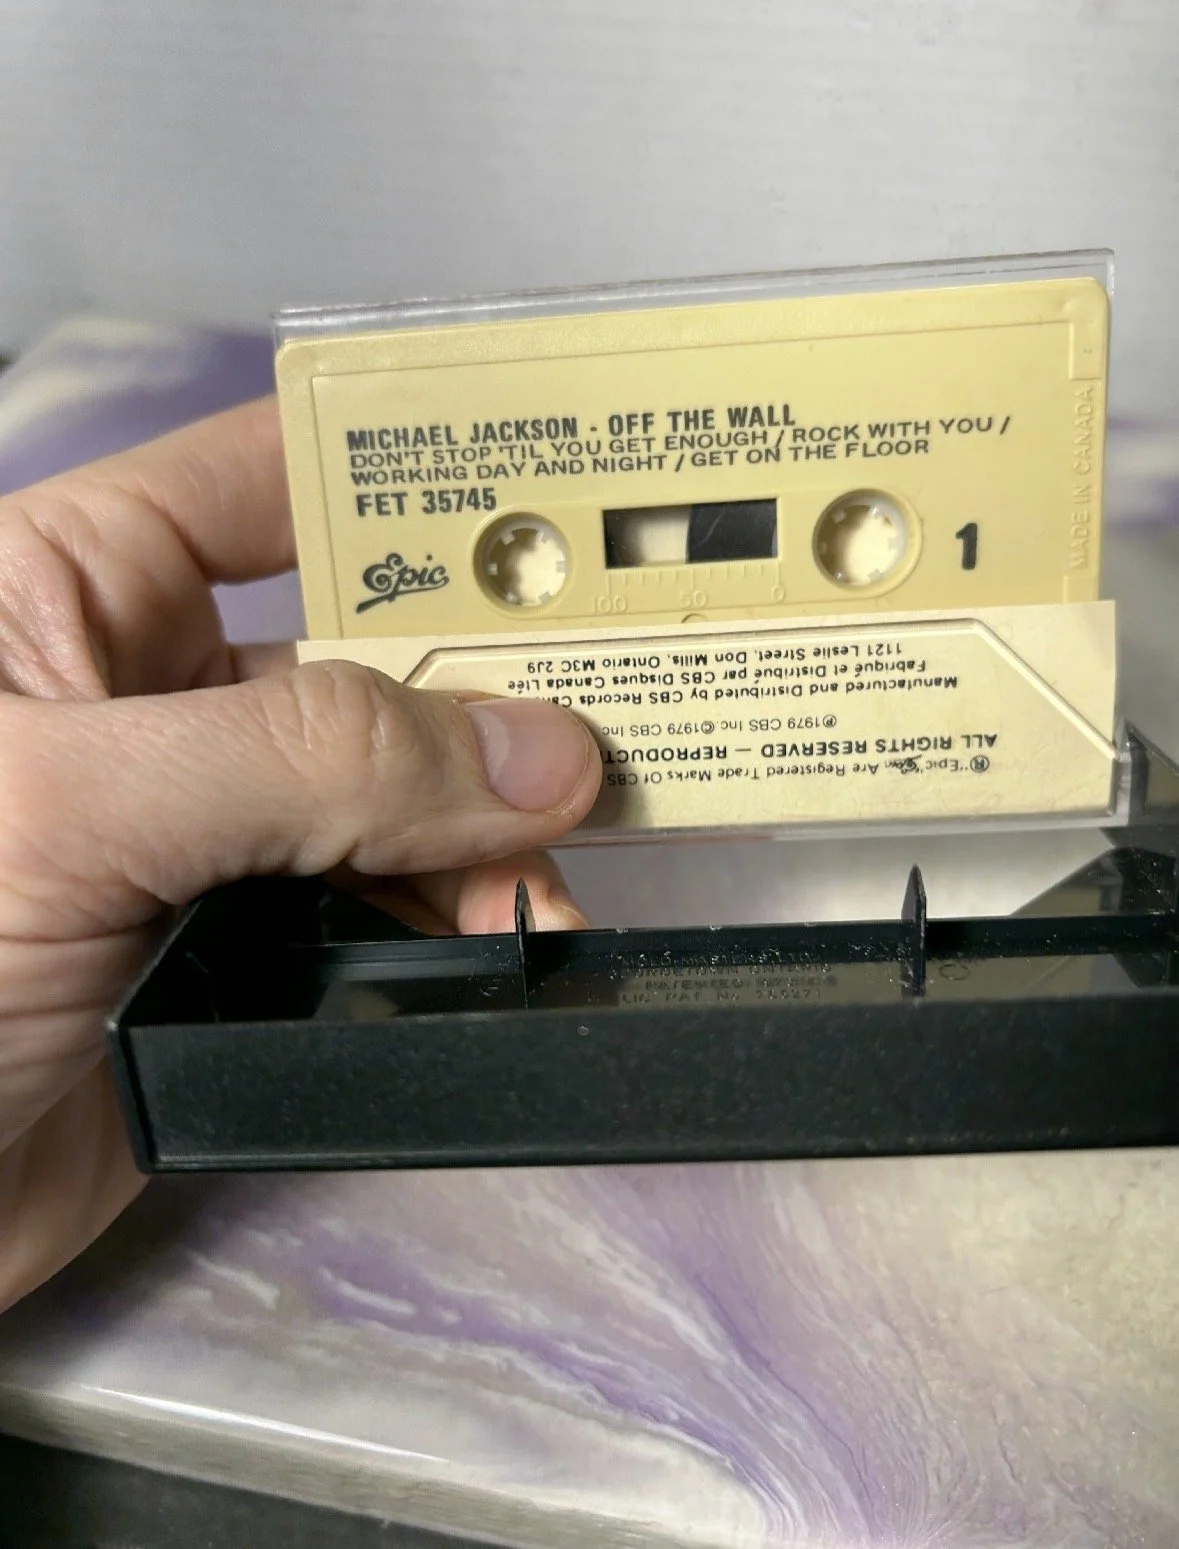 MICHAEL JACKSON - OFF THE WALL
DON'T STOP 'TIL YOU GET ENOUGH / ROCK WITH YOU /
WORKING DAY AND NIGHT / GET ON THE FLOOR
FET 35745
Epic
1
100 50 0
MADE IN CANADA
® "Epic", Are Registered Trade Marks Of CBS
ALL RIGHTS RESERVED —
℗1979 CBS Inc.©1979 CBS Inc
Manufactured and Distributed by CBS Records
Fabriqué et Distribué par CBS Disques Canada Ltée
1121 Leslie Street, Don Mills, Ontario M3C 2J9
ONTARIO
PAT. No